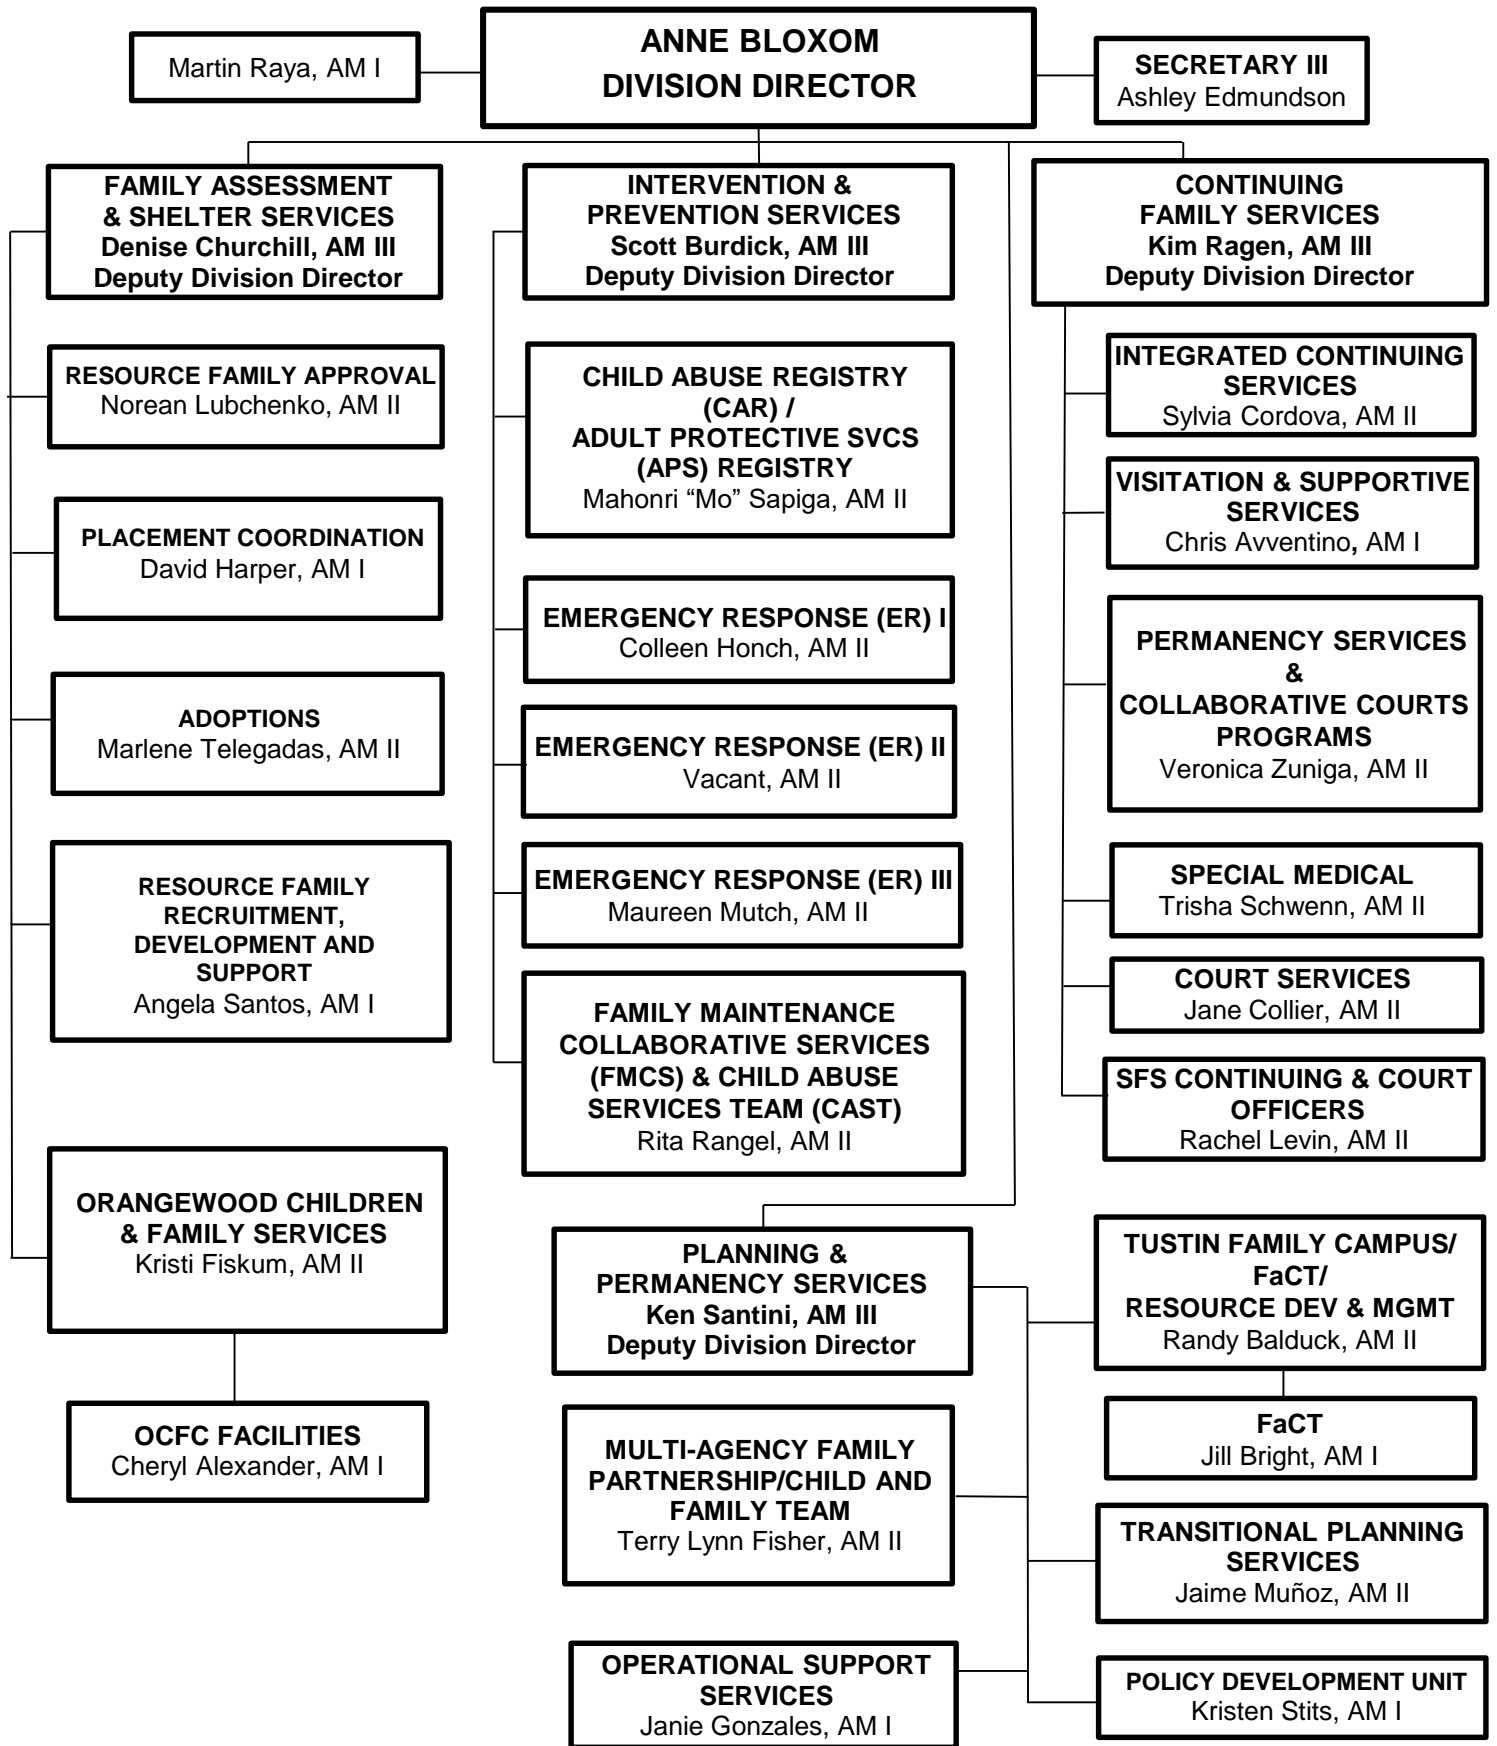 Martin Raya, AM I
ANNE BLOXOM
DIVISION DIRECTOR
SECRETARY III
Ashley Edmundson
FAMILY ASSESSMENT
& SHELTER SERVICES
Denise Churchill, AM III
Deputy Division Director
RESOURCE FAMILY APPROVAL
Norean Lubchenko, AM II
PLACEMENT COORDINATION
David Harper, AM I
ADOPTIONS
Marlene Telegadas, AM II
RESOURCE FAMILY
RECRUITMENT,
DEVELOPMENT AND
SUPPORT
Angela Santos, AM I
ORANGEWOOD CHILDREN
& FAMILY SERVICES
Kristi Fiskum, AM II
OCFC FACILITIES
Cheryl Alexander, AM I
INTERVENTION &
PREVENTION SERVICES
Scott Burdick, AM III
Deputy Division Director
CHILD ABUSE REGISTRY
(CAR) /
ADULT PROTECTIVE SVCS
(APS) REGISTRY
Mahonri “Mo” Sapiga, AM II
EMERGENCY RESPONSE (ER) I
Colleen Honch, AM II
EMERGENCY RESPONSE (ER) II
Vacant, AM II
EMERGENCY RESPONSE (ER) III
Maureen Mutch, AM II
FAMILY MAINTENANCE
COLLABORATIVE SERVICES
(FMCS) & CHILD ABUSE
SERVICES TEAM (CAST)
Rita Rangel, AM II
CONTINUING
FAMILY SERVICES
Kim Ragen, AM III
Deputy Division Director
INTEGRATED CONTINUING
SERVICES
Sylvia Cordova, AM II
VISITATION & SUPPORTIVE
SERVICES
Chris Avventino, AM I
PERMANENCY SERVICES
&
COLLABORATIVE COURTS
PROGRAMS
Veronica Zuniga, AM II
SPECIAL MEDICAL
Trisha Schwenn, AM II
COURT SERVICES
Jane Collier, AM II
SFS CONTINUING & COURT
OFFICERS
Rachel Levin, AM II
PLANNING &
PERMANENCY SERVICES
Ken Santini, AM III
Deputy Division Director
MULTI-AGENCY FAMILY
PARTNERSHIP/CHILD AND
FAMILY TEAM
Terry Lynn Fisher, AM II
OPERATIONAL SUPPORT
SERVICES
Janie Gonzales, AM I
TUSTIN FAMILY CAMPUS/
FaCT/
RESOURCE DEV & MGMT
Randy Balduck, AM II
FaCT
Jill Bright, AM I
TRANSITIONAL PLANNING
SERVICES
Jaime Muñoz, AM II
POLICY DEVELOPMENT UNIT
Kristen Stits, AM I